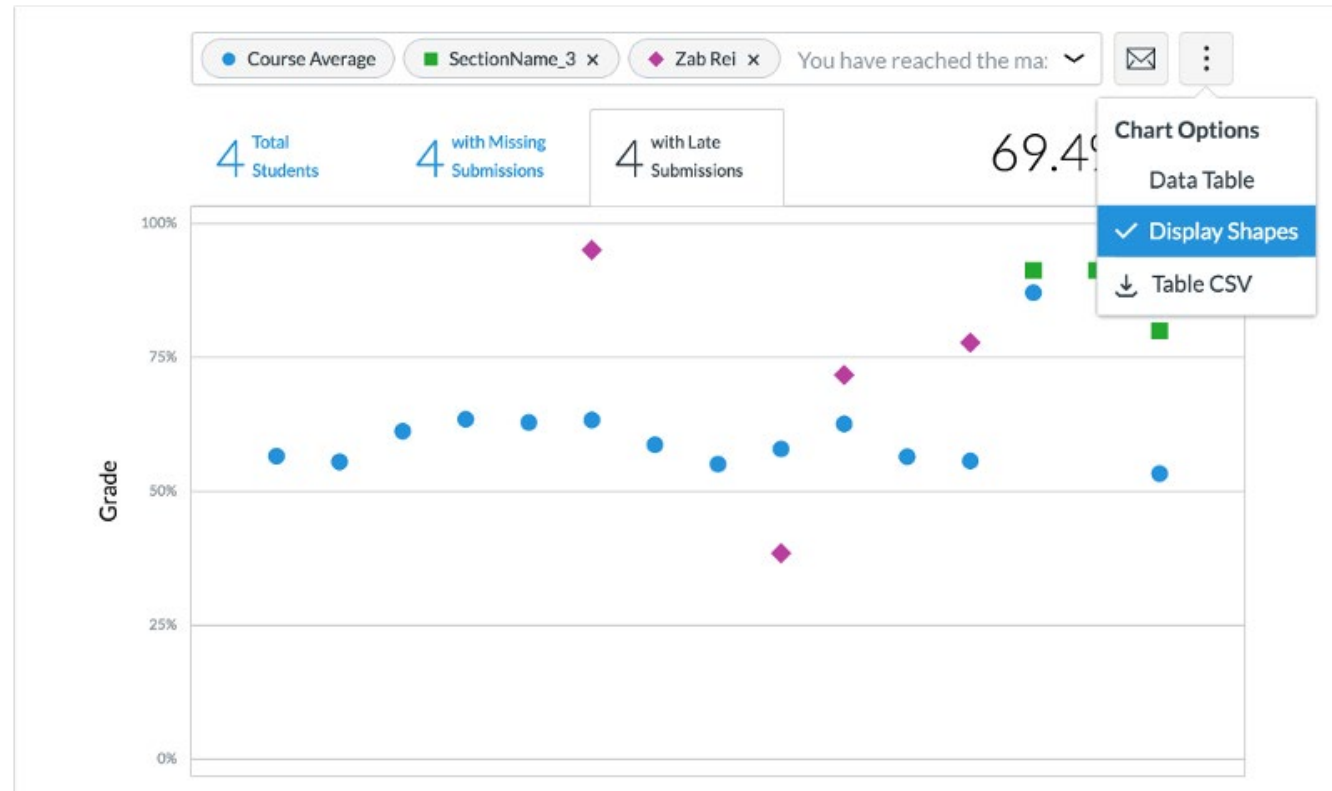 Course Average SectionName_3 × Zab Rei × You have reached the ma:
Chart Options
Data Table
Display Shapes
Table CSV
4 Total Students
4 with Missing Submissions
4 with Late Submissions
69.4%
100%
75%
50%
25%
0%
Grade